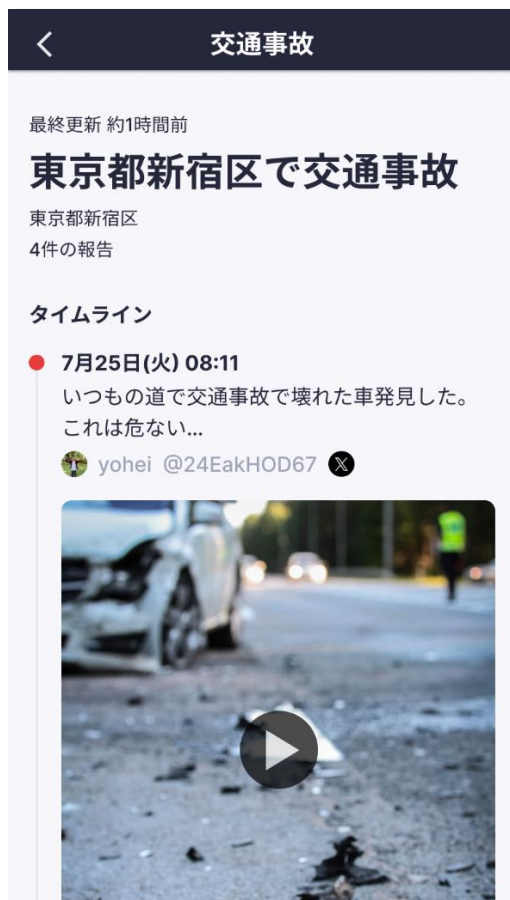 交通事故
最終更新 約1時間前
東京都新宿区で交通事故
東京都新宿区
4件の報告
タイムライン
7月25日(火) 08:11
いつもの道で交通事故で壊れた車発見した。
これは危ない...
yohei @24EakHOD67